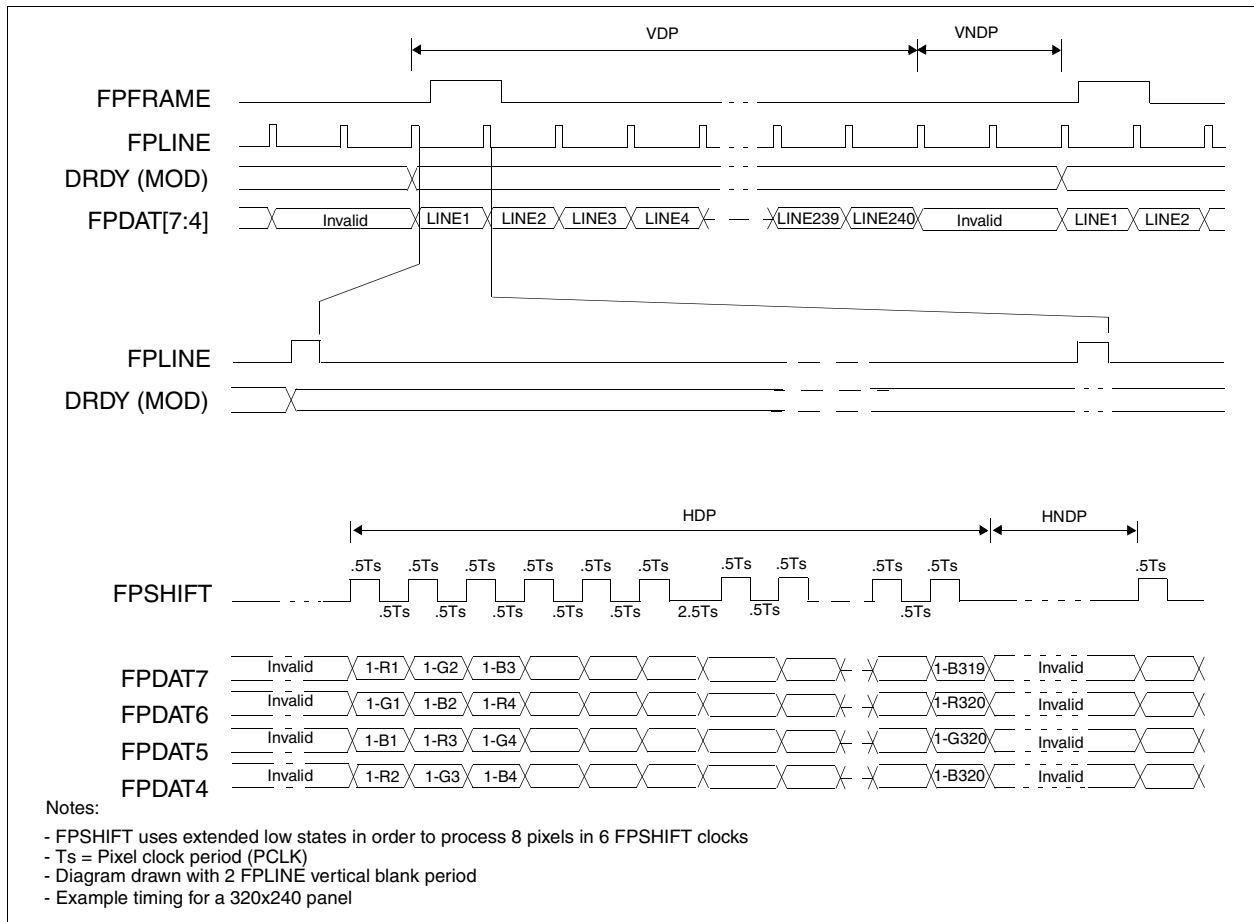 VDP VNDP
FPFRAME
FPLINE
DRDY (MOD)
FPDAT[7:4] Invalid LINE1 LINE2 LINE3 LINE4 LINE239 LINE240 Invalid LINE1 LINE2
FPLINE
DRDY (MOD)
HDP HNDP
.5Ts .5Ts .5Ts .5Ts .5Ts .5Ts .5Ts .5Ts .5Ts .5Ts .5Ts
FPSHIFT
.5Ts .5Ts .5Ts .5Ts .5Ts 2.5Ts .5Ts .5Ts
FPDAT7 Invalid 1-R1 1-G2 1-B3 1-B319 Invalid
FPDAT6 Invalid 1-G1 1-B2 1-R4 1-R320 Invalid
FPDAT5 Invalid 1-B1 1-R3 1-G4 1-G320 Invalid
FPDAT4 Invalid 1-R2 1-G3 1-B4 1-B320 Invalid
Notes:
- FPSHIFT uses extended low states in order to process 8 pixels in 6 FPSHIFT clocks
- Ts = Pixel clock period (PCLK)
- Diagram drawn with 2 FPLINE vertical blank period
- Example timing for a 320x240 panel